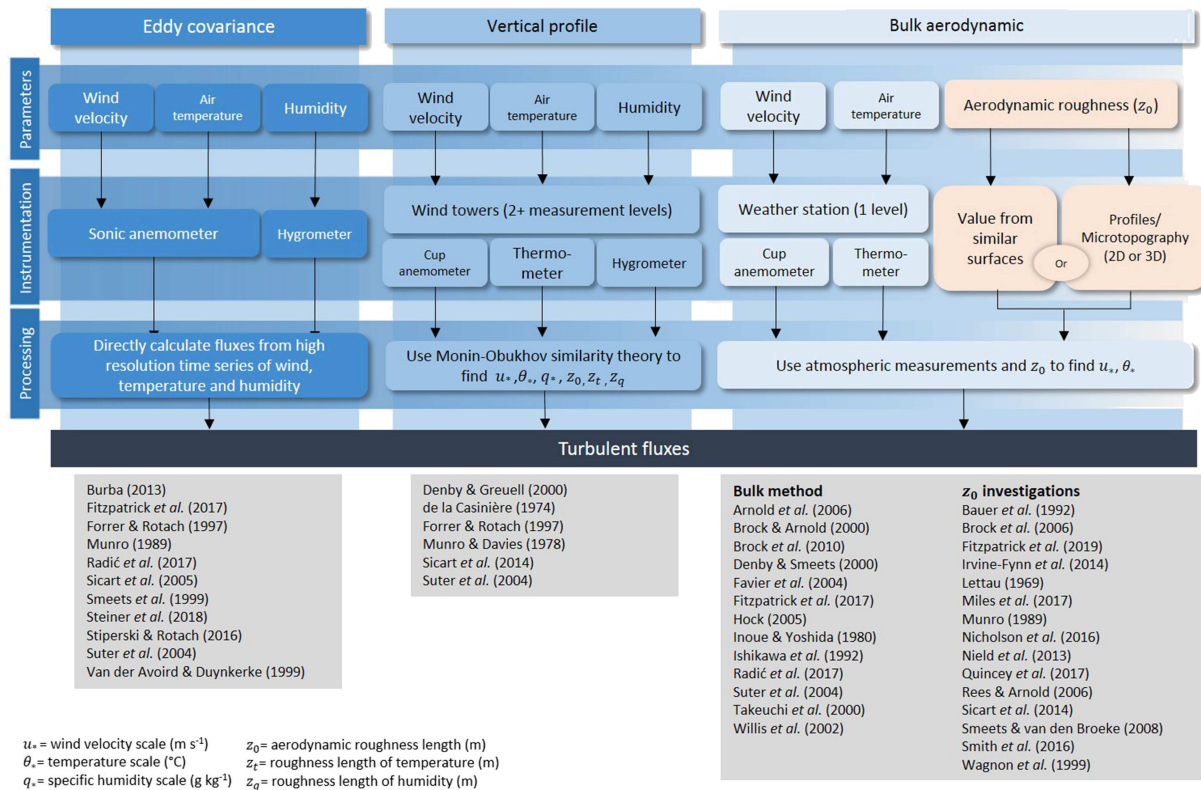 Eddy covariance
Vertical profile
Bulk aerodynamic
Parameters
Wind
velocity
Air
temperature
Humidity
Wind
velocity
Air
temperature
Humidity
Wind
velocity
Air
temperature
Aerodynamic roughness (z₀)
Instrumentation
Sonic anemometer
Hygrometer
Wind towers (2+ measurement levels)
Cup
anemometer
Thermo-
meter
Hygrometer
Weather station (1 level)
Cup
anemometer
Thermo-
meter
Value from
similar
surfaces
Or
Profiles/
Microtopography
(2D or 3D)
Processing
Directly calculate fluxes from high
resolution time series of wind,
temperature and humidity
Use Monin-Obukhov similarity theory to
find u*, θ*, q*, z₀, z_t, z_q
Use atmospheric measurements and z₀ to find u*, θ*
Turbulent fluxes
Burba (2013)
Fitzpatrick et al. (2017)
Forrer & Rotach (1997)
Munro (1989)
Radić et al. (2017)
Sicart et al. (2005)
Smeets et al. (1999)
Steiner et al. (2018)
Stiperski & Rotach (2016)
Suter et al. (2004)
Van der Avoird & Duynkerke (1999)
Denby & Greuell (2000)
de la Casinière (1974)
Forrer & Rotach (1997)
Munro & Davies (1978)
Sicart et al. (2014)
Suter et al. (2004)
Bulk method
Arnold et al. (2006)
Brock & Arnold (2000)
Brock et al. (2010)
Denby & Smeets (2000)
Favier et al. (2004)
Fitzpatrick et al. (2017)
Hock (2005)
Inoue & Yoshida (1980)
Ishikawa et al. (1992)
Radić et al. (2017)
Suter et al. (2004)
Takeuchi et al. (2000)
Willis et al. (2002)
z₀ investigations
Bauer et al. (1992)
Brock et al. (2006)
Fitzpatrick et al. (2019)
Irvine-Fynn et al. (2014)
Lettau (1969)
Miles et al. (2017)
Munro (1989)
Nicholson et al. (2016)
Nield et al. (2013)
Quincey et al. (2017)
Rees & Arnold (2006)
Sicart et al. (2014)
Smeets & van den Broeke (2008)
Smith et al. (2016)
Wagnon et al. (1999)
u* = wind velocity scale (m s⁻¹)
θ* = temperature scale (°C)
q* = specific humidity scale (g kg⁻¹)
z₀ = aerodynamic roughness length (m)
z_t = roughness length of temperature (m)
z_q = roughness length of humidity (m)